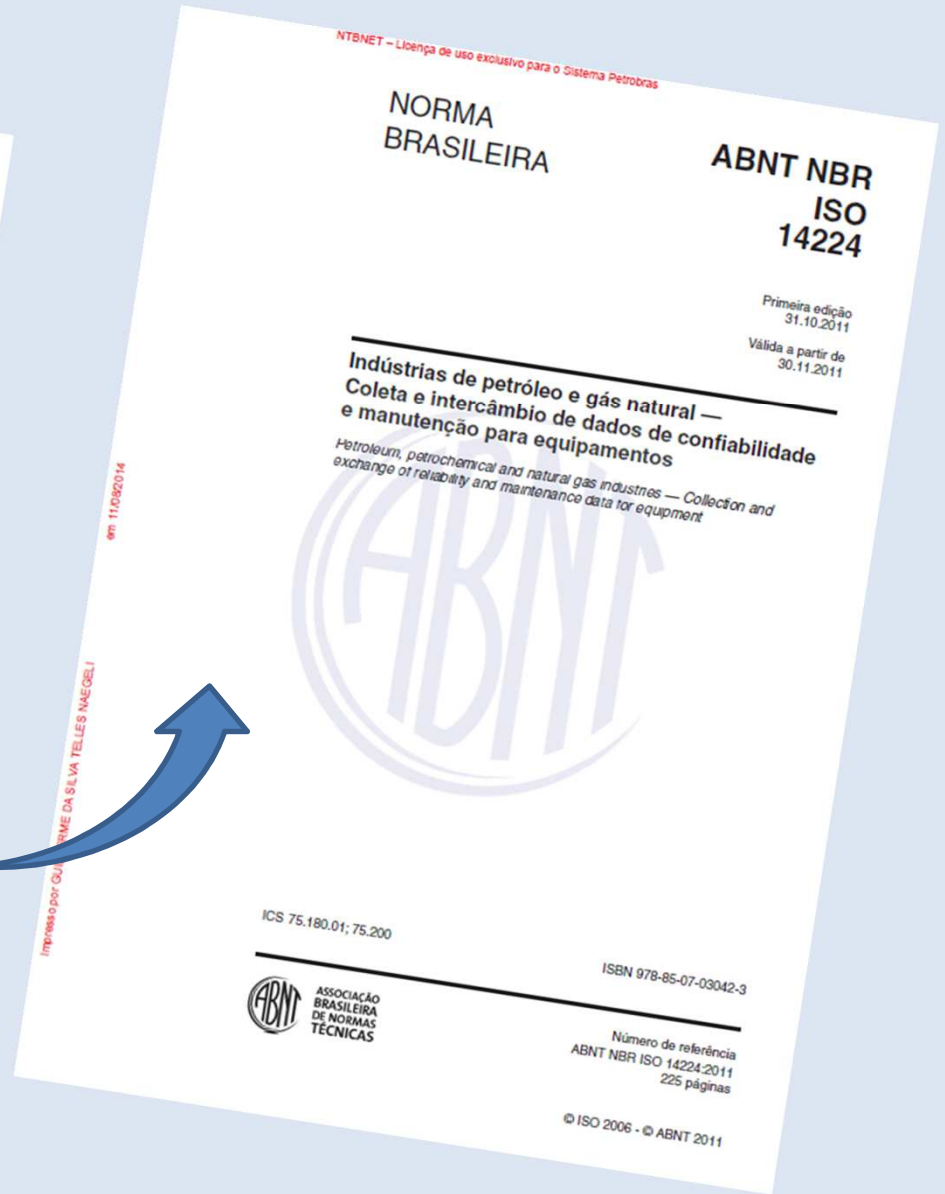 NTBNET – Licença de uso exclusivo para o Sistema Petrobras
NORMA
BRASILEIRA
ABNT NBR
ISO
14224
Primeira edição
31.10.2011
Válida a partir de
30.11.2011
Indústrias de petróleo e gás natural —
Coleta e intercâmbio de dados de confiabilidade
e manutenção para equipamentos
Petroleum, petrochemical and natural gas industries — Collection and
exchange of reliability and maintenance data for equipment
ABNT
em 11/08/2014
Impresso por DA SILVA TELLES NAEGELI
ICS 75.180.01; 75.200
ISBN 978-85-07-03042-3
ABNT
ASSOCIAÇÃO
BRASILEIRA
DE NORMAS
TÉCNICAS
Número de referência
ABNT NBR ISO 14224:2011
225 páginas
© ISO 2006 - © ABNT 2011